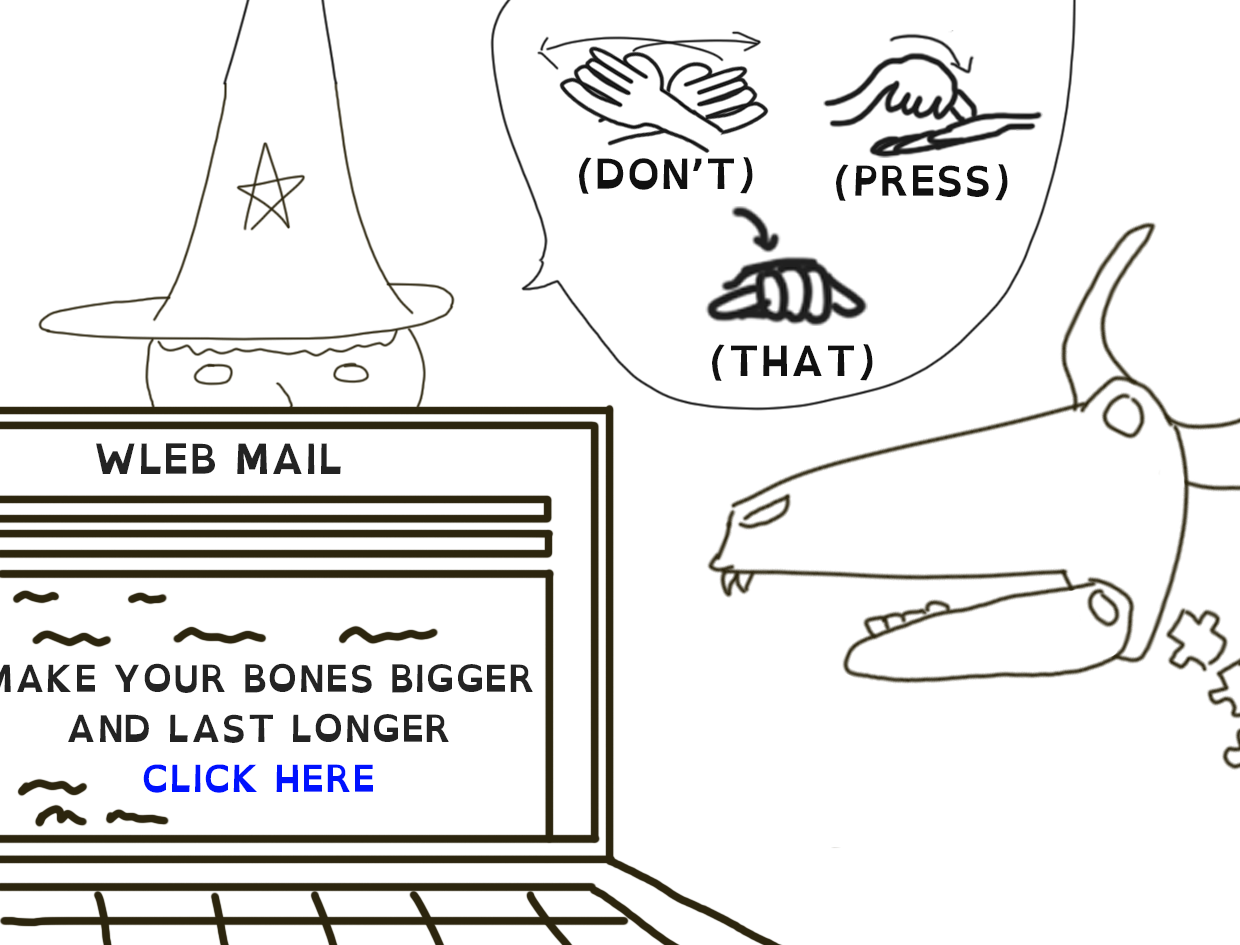 (DON'T)
(PRESS)
(THAT)
WLEB MAIL
MAKE YOUR BONES BIGGER
AND LAST LONGER
CLICK HERE